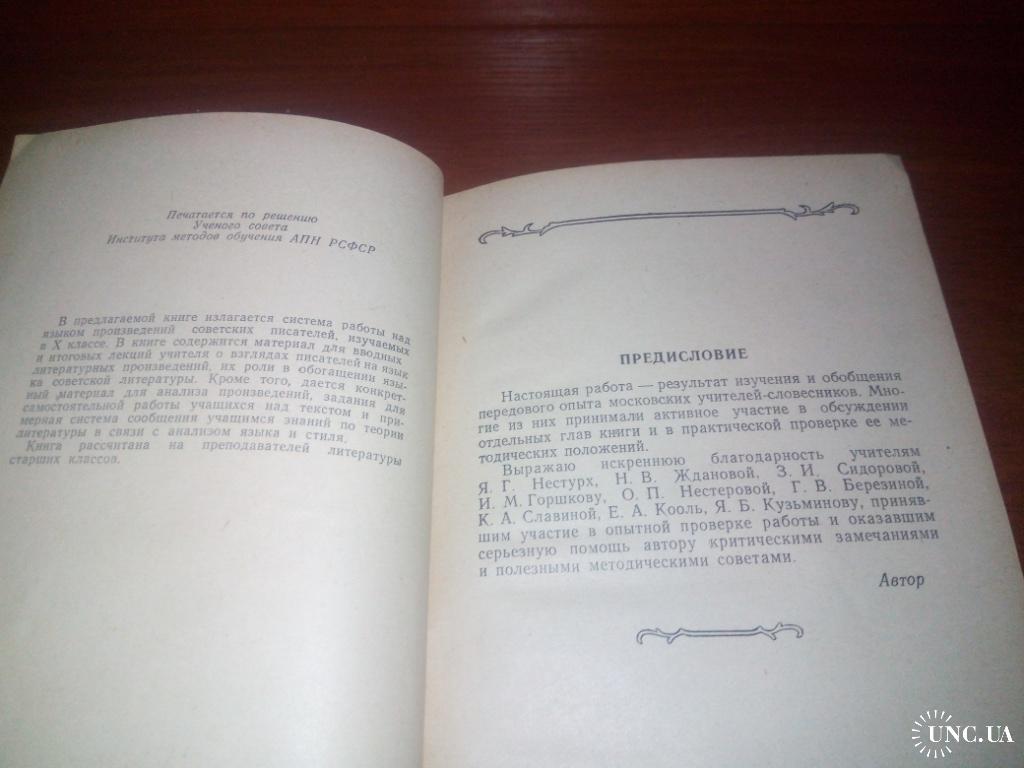 Печатается по решению
Ученого совета
Института методов обучения АПН РСФСР
В предлагаемой книге излагается система работы над
языком произведений советских писателей, изучаемых
в X классе. В книге содержится материал для вводных
и итоговых лекций учителя о взглядах писателей на язык
литературных произведений, их роли в обогащении язы-
ка советской литературы. Кроме того, дается конкрет-
ный материал для анализа произведений, задания для
самостоятельной работы учащихся над текстом и при-
мерная система сообщения учащимся знаний по теории
литературы в связи с анализом языка и стиля.
Книга рассчитана на преподавателей литературы
старших классов.
ПРЕДИСЛОВИЕ
Настоящая работа — результат изучения и обобщения
передового опыта московских учителей-словесников. Мно-
гие из них принимали активное участие в обсуждении
отдельных глав книги и в практической проверке ее ме-
тодических положений.
Выражаю искреннюю благодарность учителям
Я. Г. Нестурх, Н. В. Ждановой, З. И. Сидоровой,
И. М. Горшкову, О. П. Нестеровой, Г. В. Березиной,
К. А. Славиной, Е. А. Кооль, Я. Б. Кузьминову, приняв-
шим участие в опытной проверке работы и оказавшим
серьезную помощь автору критическими замечаниями
и полезными методическими советами.
Автор
UNC.UA